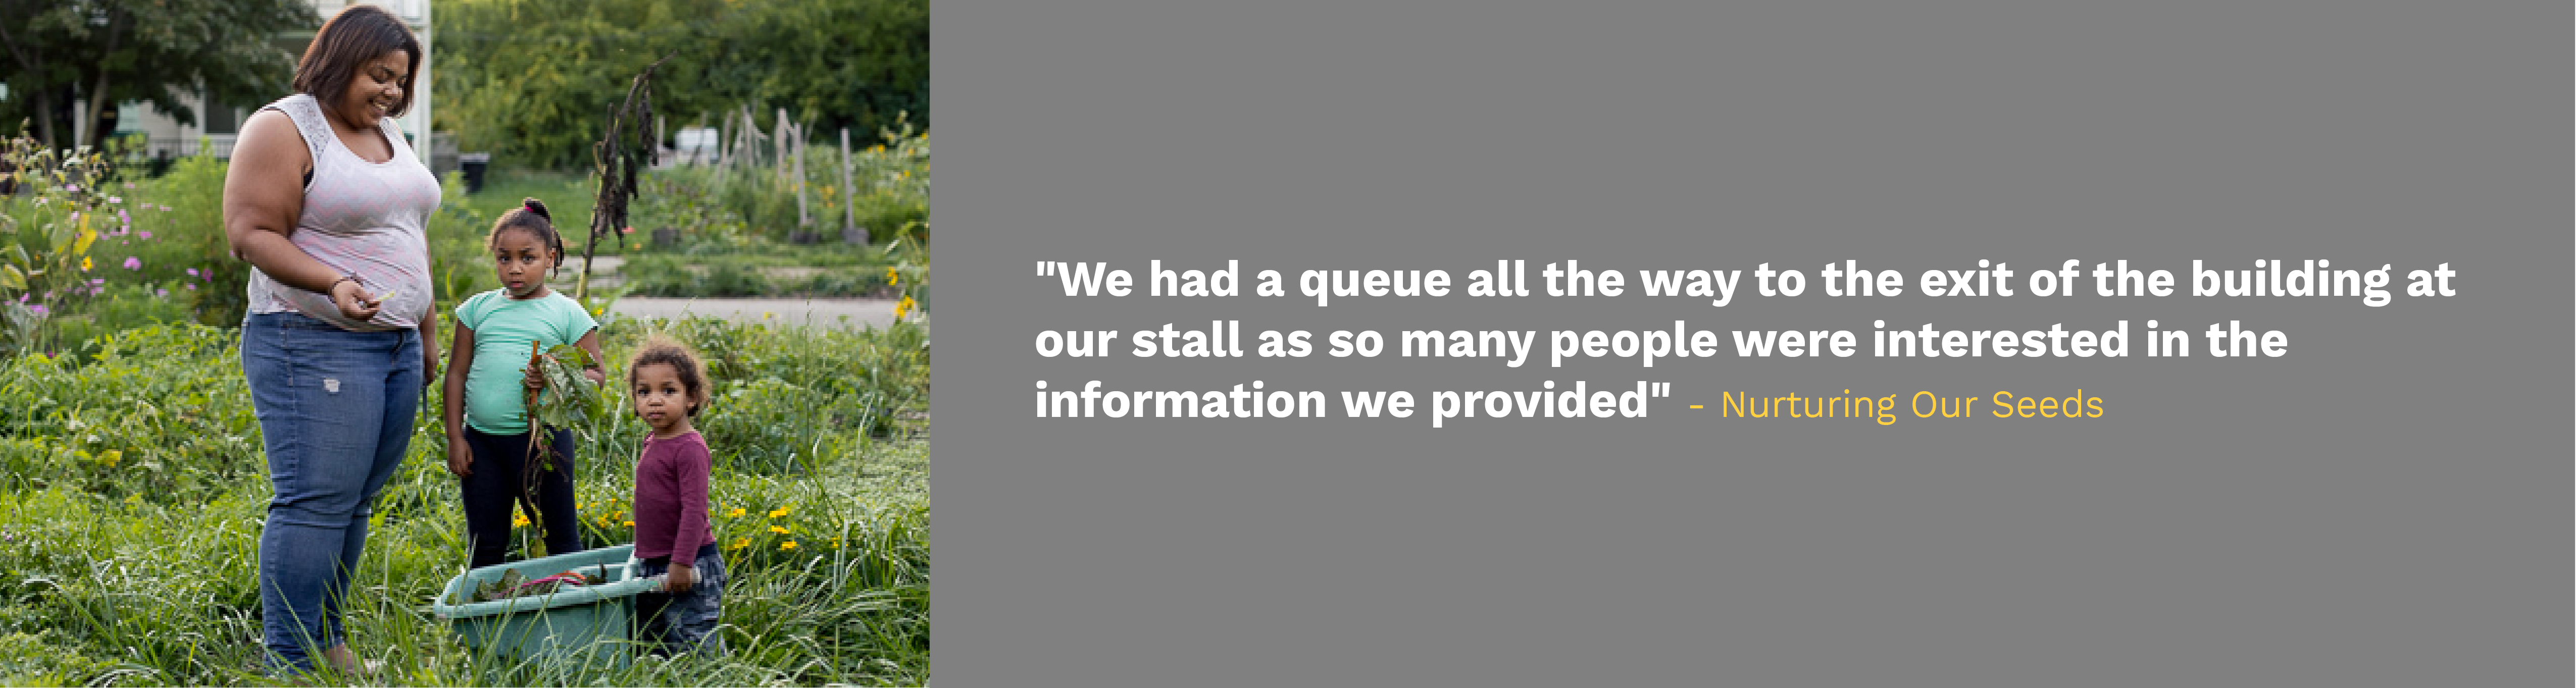 "We had a queue all the way to the exit of the building at
our stall as so many people were interested in the
information we provided" - Nurturing Our Seeds